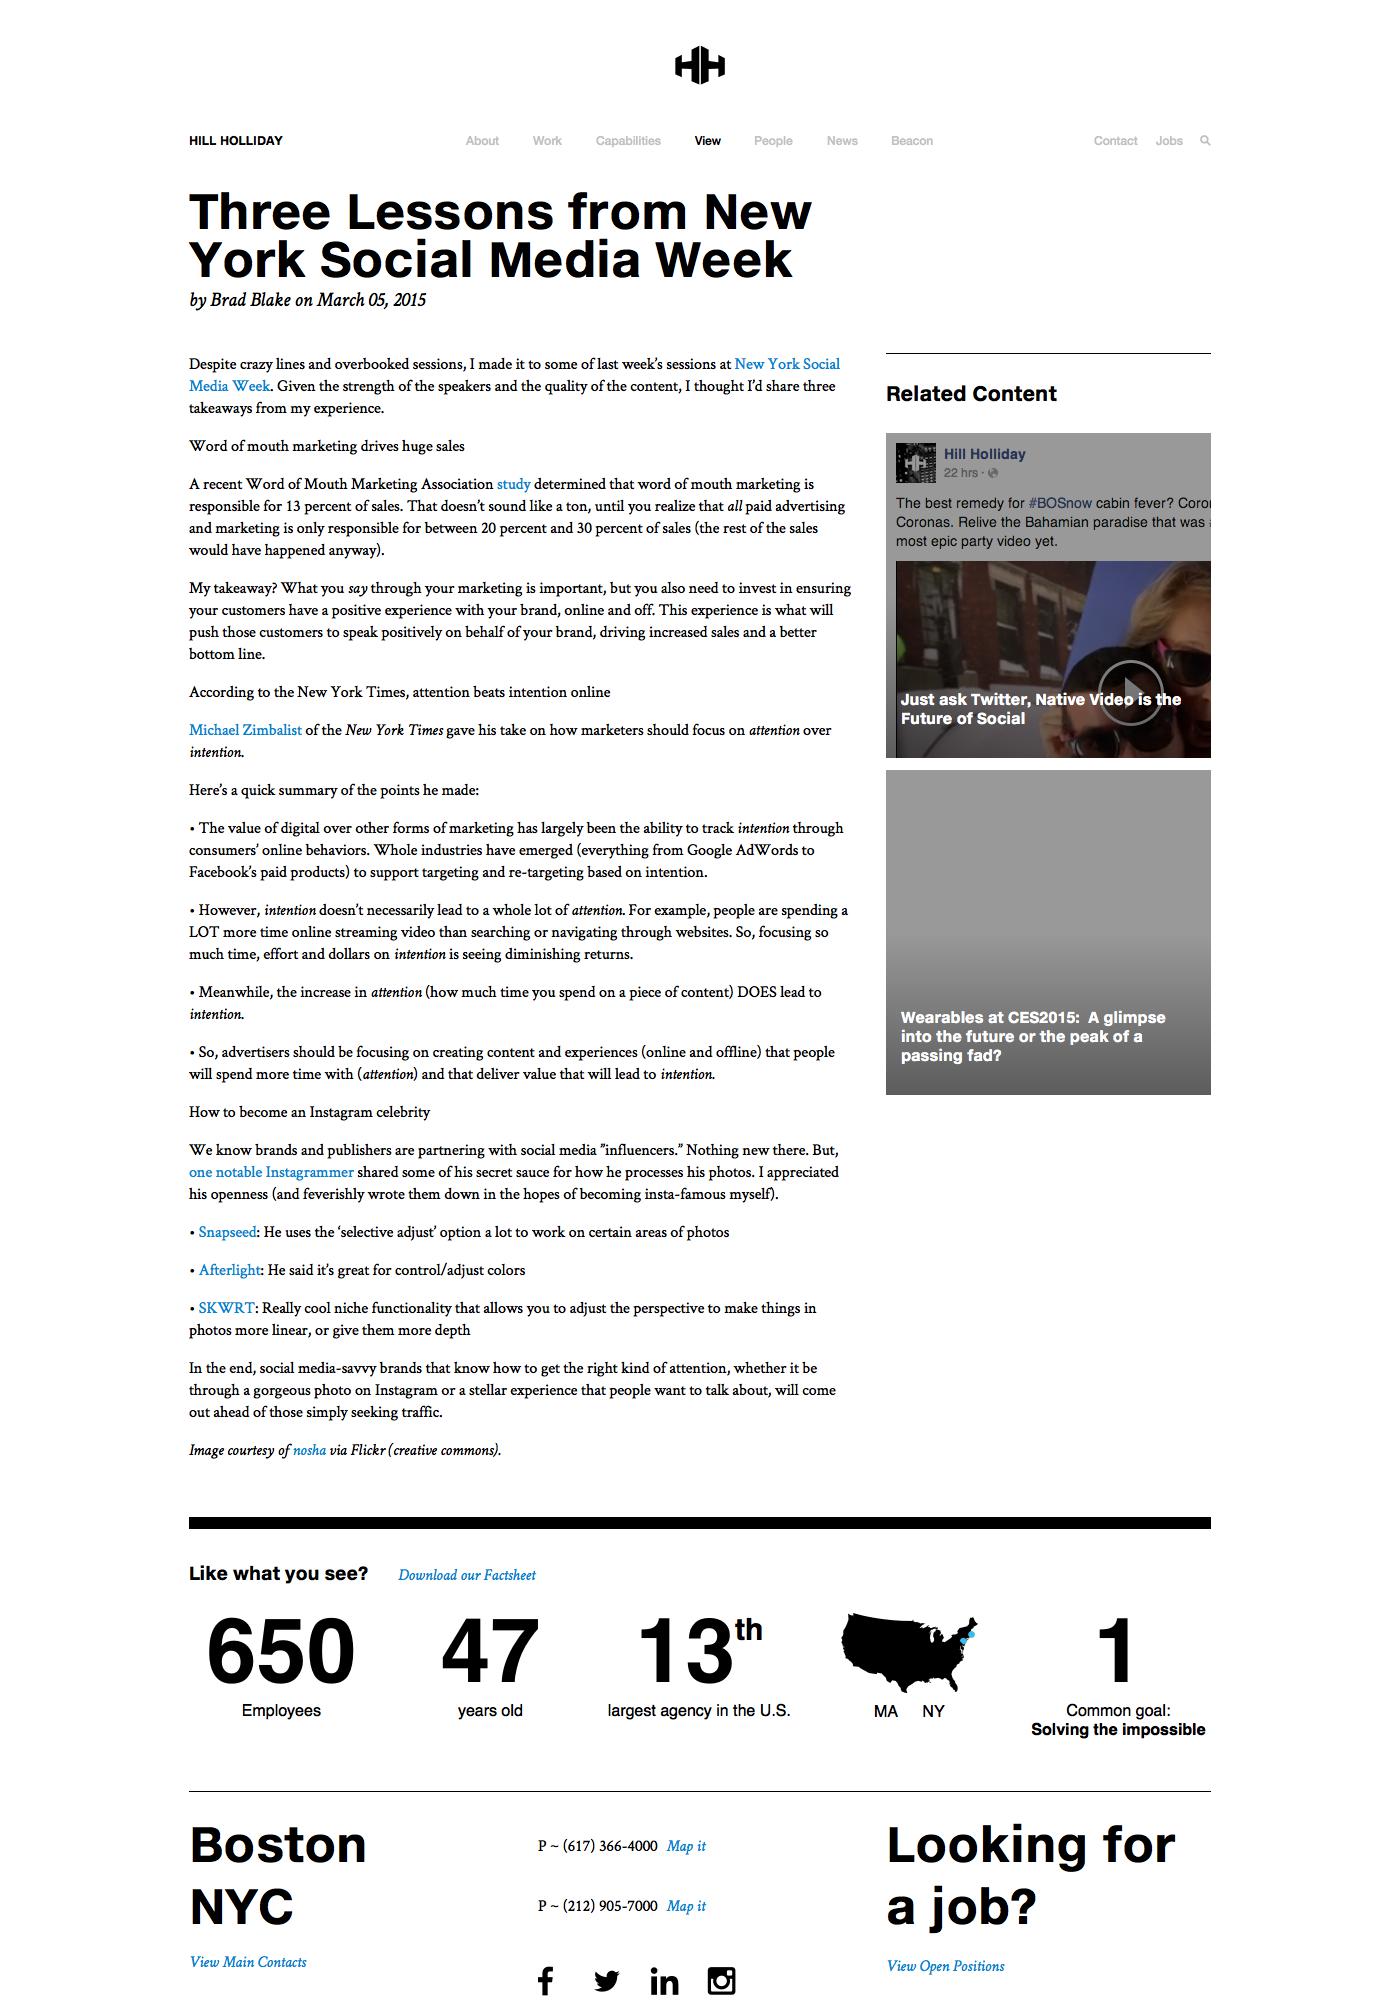 HILL HOLLIDAY
About Work Capabilities View People News Beacon
Contact Jobs
Three Lessons from New
York Social Media Week
by Brad Blake on March 05, 2015
Despite crazy lines and overbooked sessions, I made it to some of last week’s sessions at New York Social
Media Week. Given the strength of the speakers and the quality of the content, I thought I’d share three
takeaways from my experience.
Word of mouth marketing drives huge sales
A recent Word of Mouth Marketing Association study determined that word of mouth marketing is
responsible for 13 percent of sales. That doesn’t sound like a ton, until you realize that all paid advertising
and marketing is only responsible for between 20 percent and 30 percent of sales (the rest of the sales
would have happened anyway).
My takeaway? What you say through your marketing is important, but you also need to invest in ensuring
your customers have a positive experience with your brand, online and off. This experience is what will
push those customers to speak positively on behalf of your brand, driving increased sales and a better
bottom line.
According to the New York Times, attention beats intention online
Michael Zimbalist of the New York Times gave his take on how marketers should focus on attention over
intention.
Here’s a quick summary of the points he made:
• The value of digital over other forms of marketing has largely been the ability to track intention through
consumers’ online behaviors. Whole industries have emerged (everything from Google AdWords to
Facebook’s paid products) to support targeting and re-targeting based on intention.
• However, intention doesn’t necessarily lead to a whole lot of attention. For example, people are spending a
LOT more time online streaming video than searching or navigating through websites. So, focusing so
much time, effort and dollars on intention is seeing diminishing returns.
• Meanwhile, the increase in attention (how much time you spend on a piece of content) DOES lead to
intention.
• So, advertisers should be focusing on creating content and experiences (online and offline) that people
will spend more time with (attention) and that deliver value that will lead to intention.
How to become an Instagram celebrity
We know brands and publishers are partnering with social media ”influencers.” Nothing new there. But,
one notable Instagrammer shared some of his secret sauce for how he processes his photos. I appreciated
his openness (and feverishly wrote them down in the hopes of becoming insta-famous myself).
• Snapseed: He uses the ‘selective adjust’ option a lot to work on certain areas of photos
• Afterlight: He said it’s great for control/adjust colors
• SKWRT: Really cool niche functionality that allows you to adjust the perspective to make things in
photos more linear, or give them more depth
In the end, social media-savvy brands that know how to get the right kind of attention, whether it be
through a gorgeous photo on Instagram or a stellar experience that people want to talk about, will come
out ahead of those simply seeking traffic.
Image courtesy of nosha via Flickr (creative commons).
Related Content
Hill Holliday
22 hrs ·
The best remedy for #BOSnow cabin fever? Coror
Coronas. Relive the Bahamian paradise that was
most epic party video yet.
Just ask Twitter, Native Video is the
Future of Social
Wearables at CES2015: A glimpse
into the future or the peak of a
passing fad?
Like what you see? Download our Factsheet
650
Employees
47
years old
13th
largest agency in the U.S.
MA NY
1
Common goal:
Solving the impossible
Boston
NYC
View Main Contacts
P ~ (617) 366-4000 Map it
P ~ (212) 905-7000 Map it
Looking for
a job?
View Open Positions